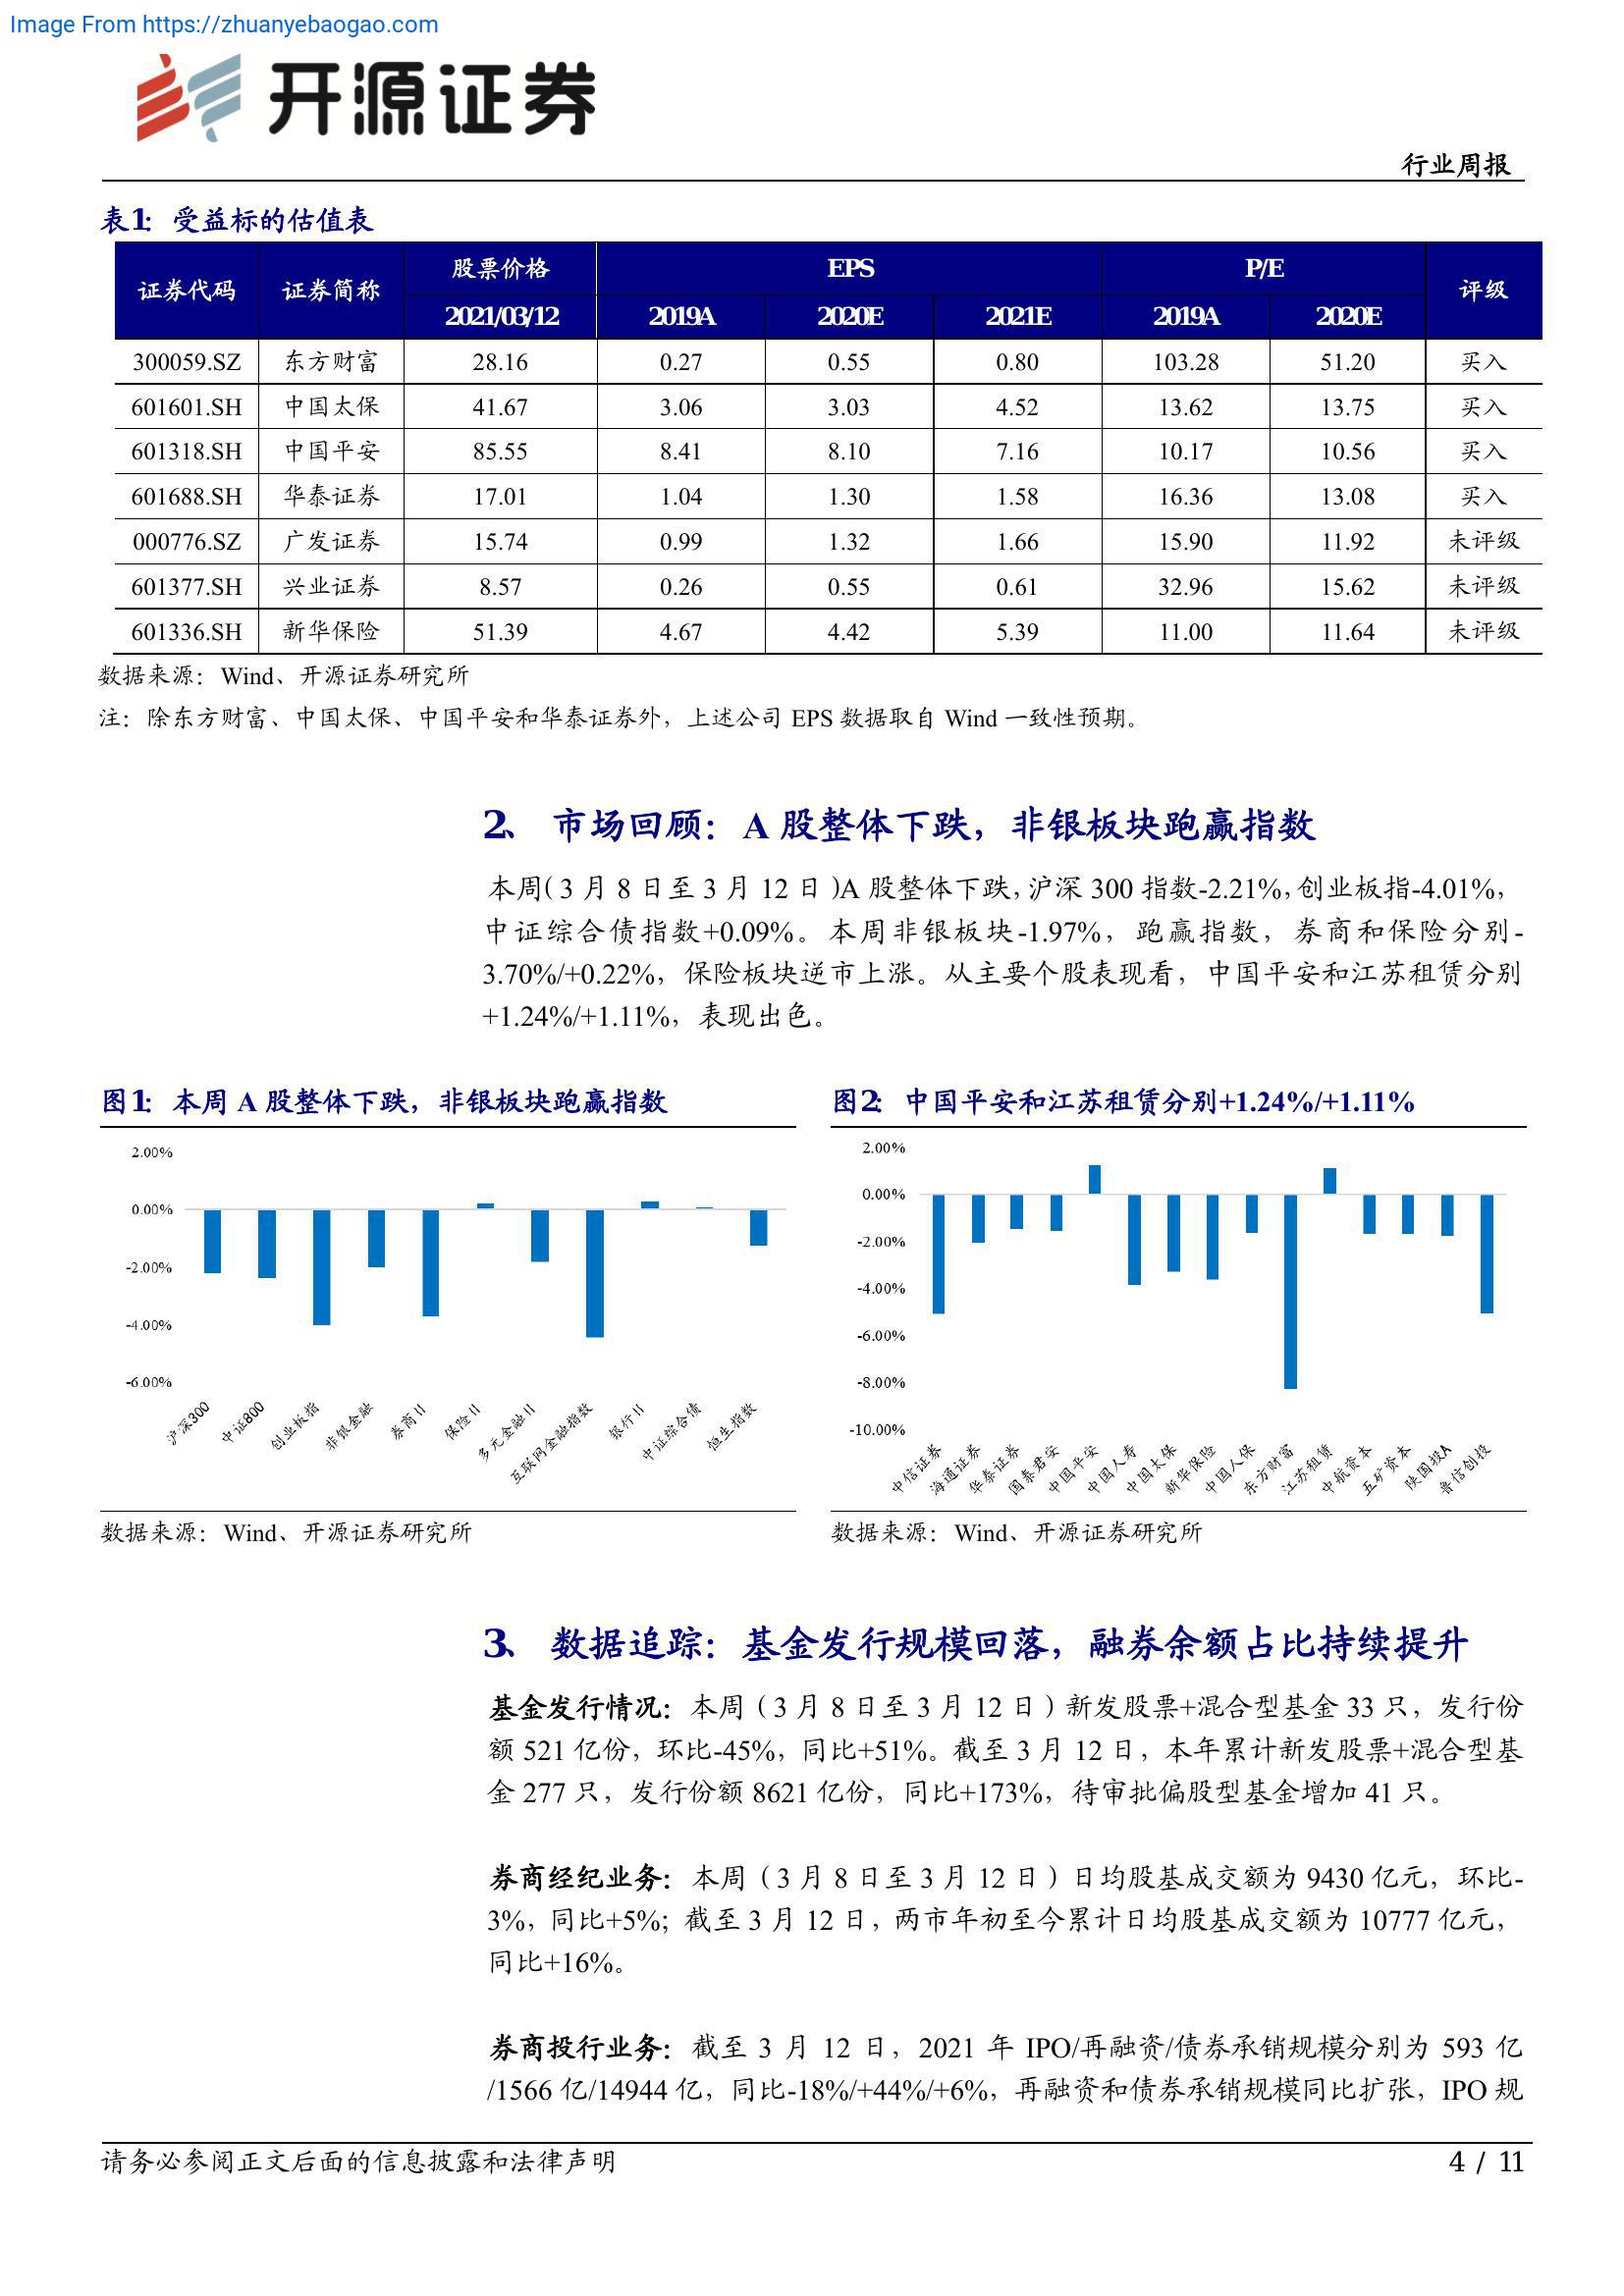 Image From https://zhuanyebaogao.com
开源证券
行业周报
表1: 受益标的估值表
证券代码 证券简称 股票价格 EPS P/E 评级
2021/03/12 2019A 2020E 2021E 2019A 2020E
300059.SZ 东方财富 28.16 0.27 0.55 0.80 103.28 51.20 买入
601601.SH 中国太保 41.67 3.06 3.03 4.52 13.62 13.75 买入
601318.SH 中国平安 85.55 8.41 8.10 7.16 10.17 10.56 买入
601688.SH 华泰证券 17.01 1.04 1.30 1.58 16.36 13.08 买入
000776.SZ 广发证券 15.74 0.99 1.32 1.66 15.90 11.92 未评级
601377.SH 兴业证券 8.57 0.26 0.55 0.61 32.96 15.62 未评级
601336.SH 新华保险 51.39 4.67 4.42 5.39 11.00 11.64 未评级
数据来源：Wind、开源证券研究所
注：除东方财富、中国太保、中国平安和华泰证券外，上述公司 EPS 数据取自 Wind 一致性预期。
2、 市场回顾：A 股整体下跌，非银板块跑赢指数
本周（3 月 8 日至 3 月 12 日）A 股整体下跌，沪深 300 指数-2.21%，创业板指-4.01%，
中证综合债指数+0.09%。本周非银板块-1.97%，跑赢指数，券商和保险分别-
3.70%/+0.22%，保险板块逆市上涨。从主要个股表现看，中国平安和江苏租赁分别
+1.24%/+1.11%，表现出色。
图1: 本周 A 股整体下跌，非银板块跑赢指数
2.00%
0.00%
-2.00%
-4.00%
-6.00%
沪深300 中证800 创业板指 非银金融 券商Ⅱ 保险Ⅱ 多元金融Ⅱ 互联网金融指数 银行Ⅱ 中证综合债 恒生指数
数据来源：Wind、开源证券研究所
图2: 中国平安和江苏租赁分别+1.24%/+1.11%
2.00%
0.00%
-2.00%
-4.00%
-6.00%
-8.00%
-10.00%
中信证券 海通证券 华泰证券 国泰君安 中国平安 中国人寿 中国太保 新华保险 中国人保 东方财富 江苏租赁 中航资本 五矿资本 陕国投A 鲁信创投
数据来源：Wind、开源证券研究所
3、 数据追踪：基金发行规模回落，融券余额占比持续提升
基金发行情况：本周（3 月 8 日至 3 月 12 日）新发股票+混合型基金 33 只，发行份
额 521 亿份，环比-45%，同比+51%。截至 3 月 12 日，本年累计新发股票+混合型基
金 277 只，发行份额 8621 亿份，同比+173%，待审批偏股型基金增加 41 只。
券商经纪业务：本周（3 月 8 日至 3 月 12 日）日均股基成交额为 9430 亿元，环比-
3%，同比+5%；截至 3 月 12 日，两市年初至今累计日均股基成交额为 10777 亿元，
同比+16%。
券商投行业务：截至 3 月 12 日，2021 年 IPO/再融资/债券承销规模分别为 593 亿
/1566 亿/14944 亿，同比-18%/+44%/+6%，再融资和债券承销规模同比扩张，IPO 规
请务必参阅正文后面的信息披露和法律声明
4 / 11